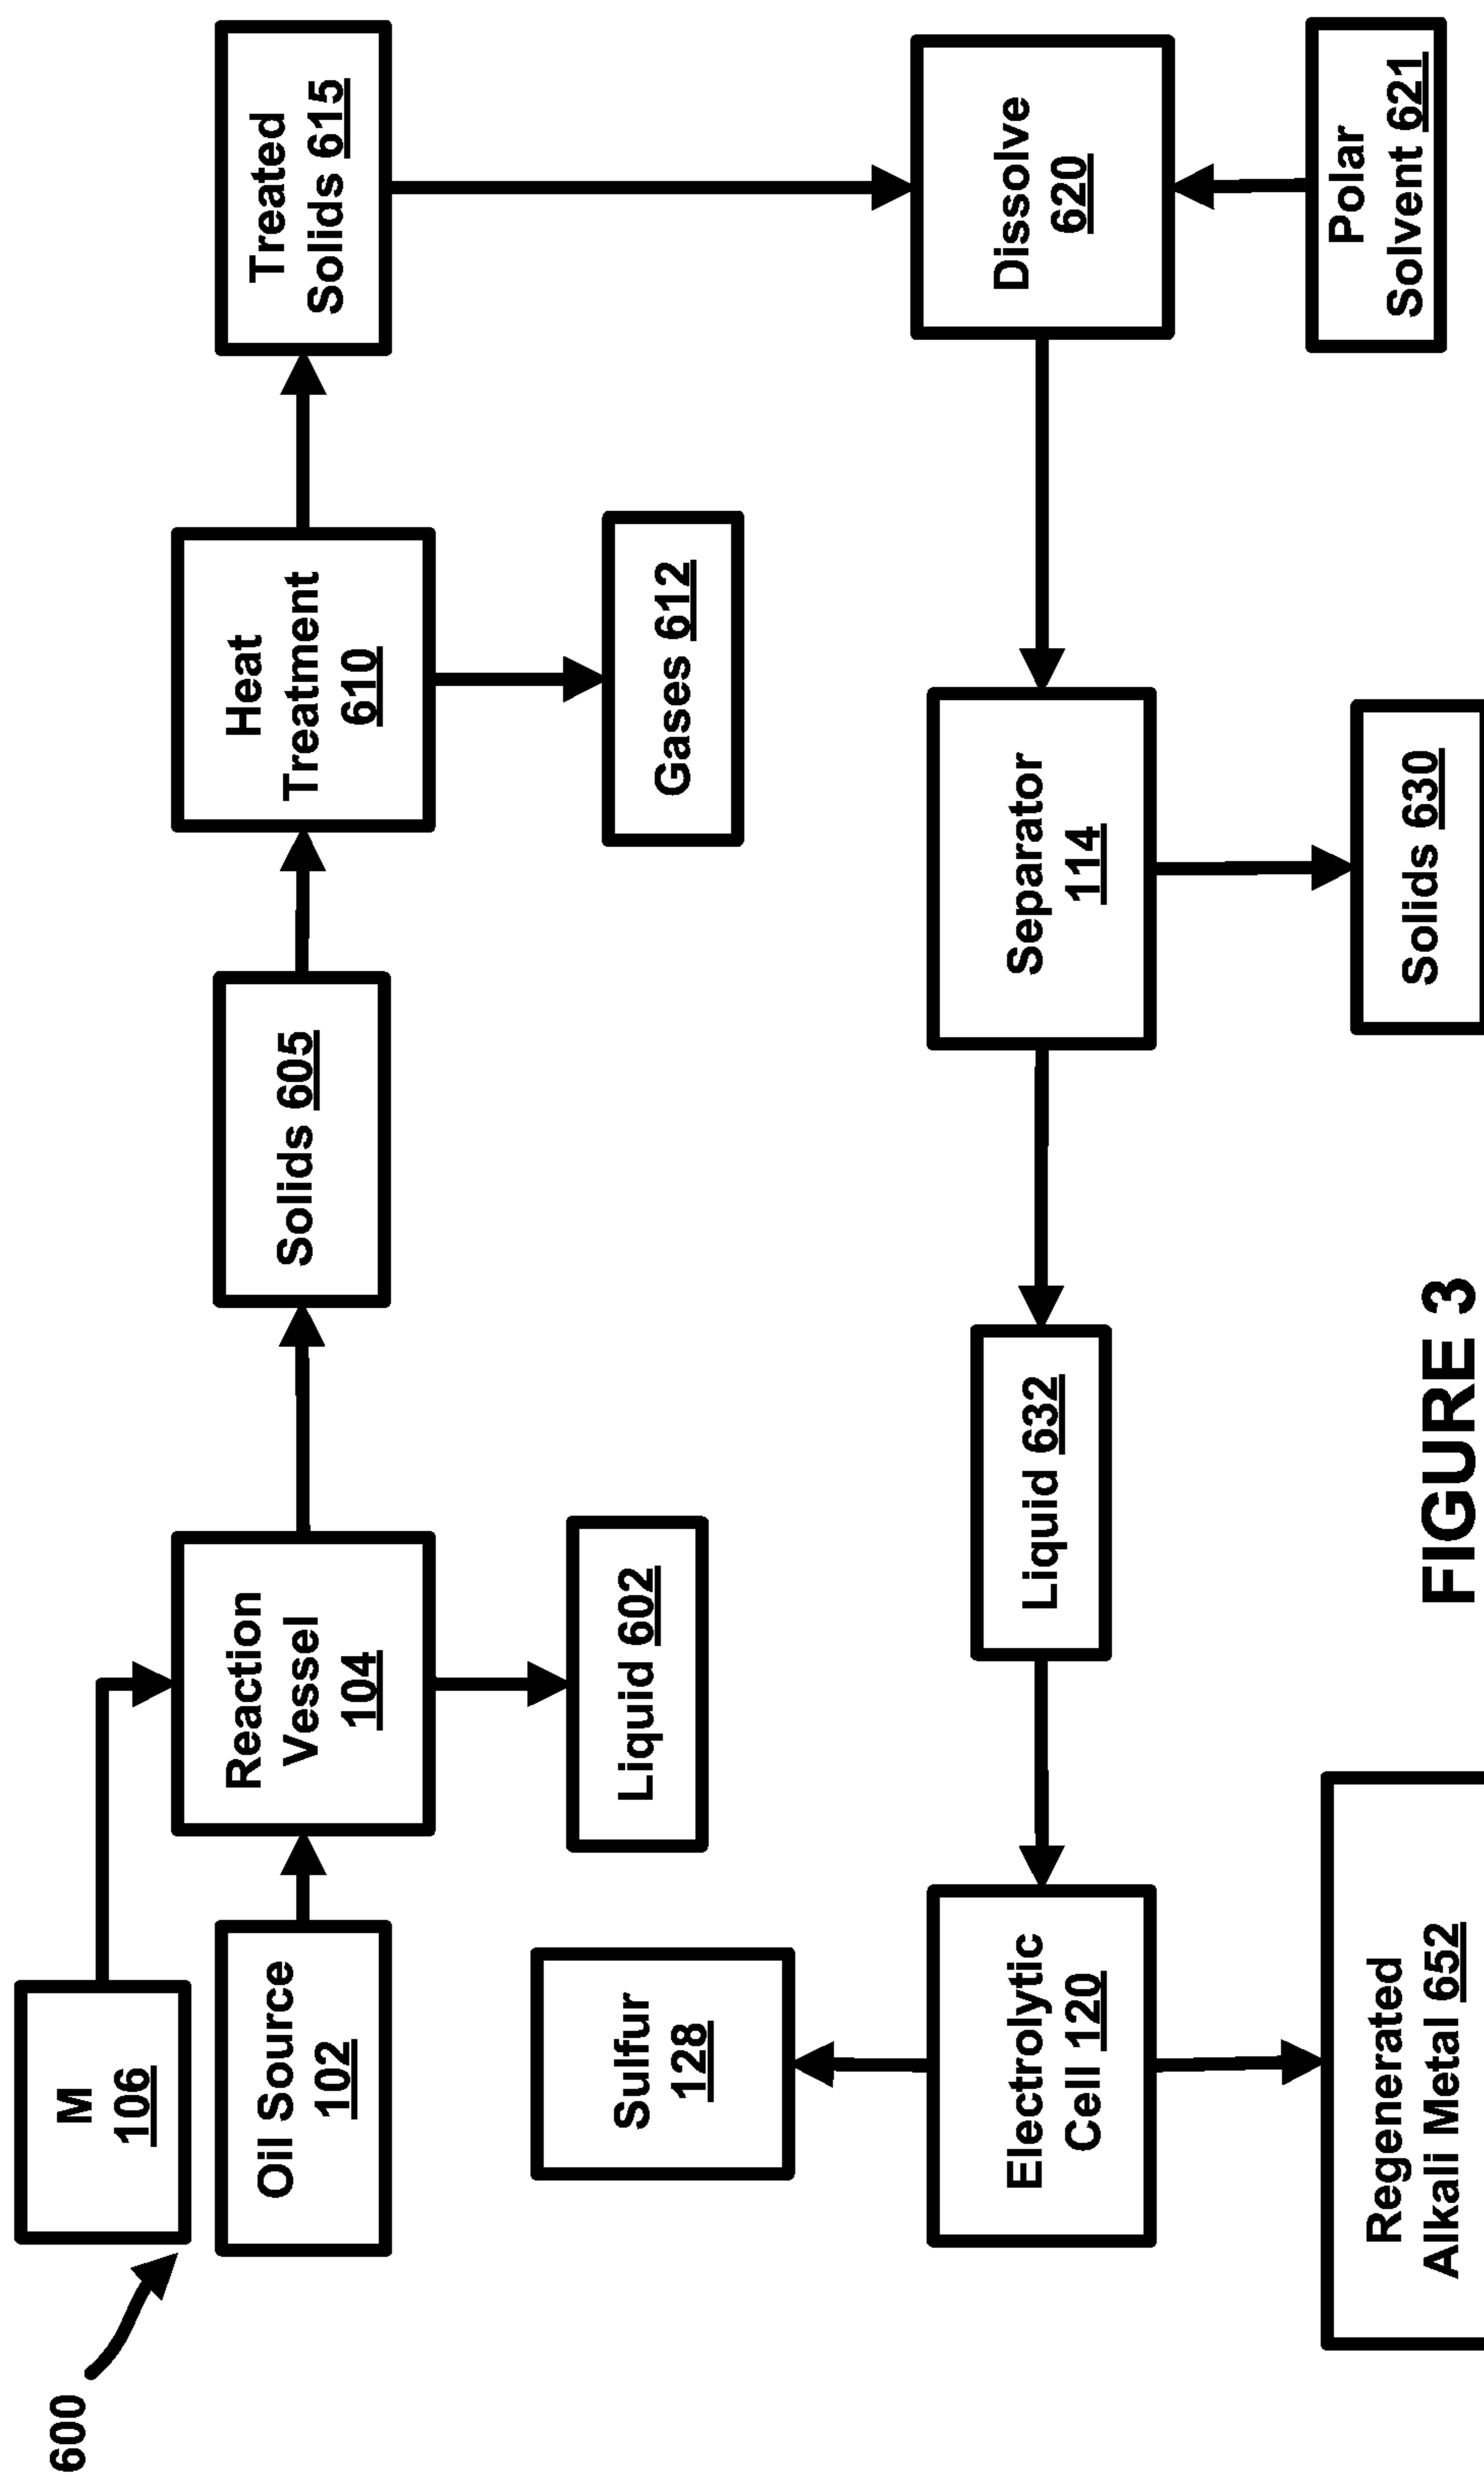 600
M
106
Oil Source
102
Reaction
Vessel
104
Liquid 602
Solids 605
Heat
Treatment
610
Gases 612
Treated
Solids 615
Dissolve
620
Polar
Solvent 621
Separator
114
Solids 630
Liquid 632
Electrolytic
Cell 120
Sulfur
128
Regenerated
Alkali Metal 652
FIGURE 3